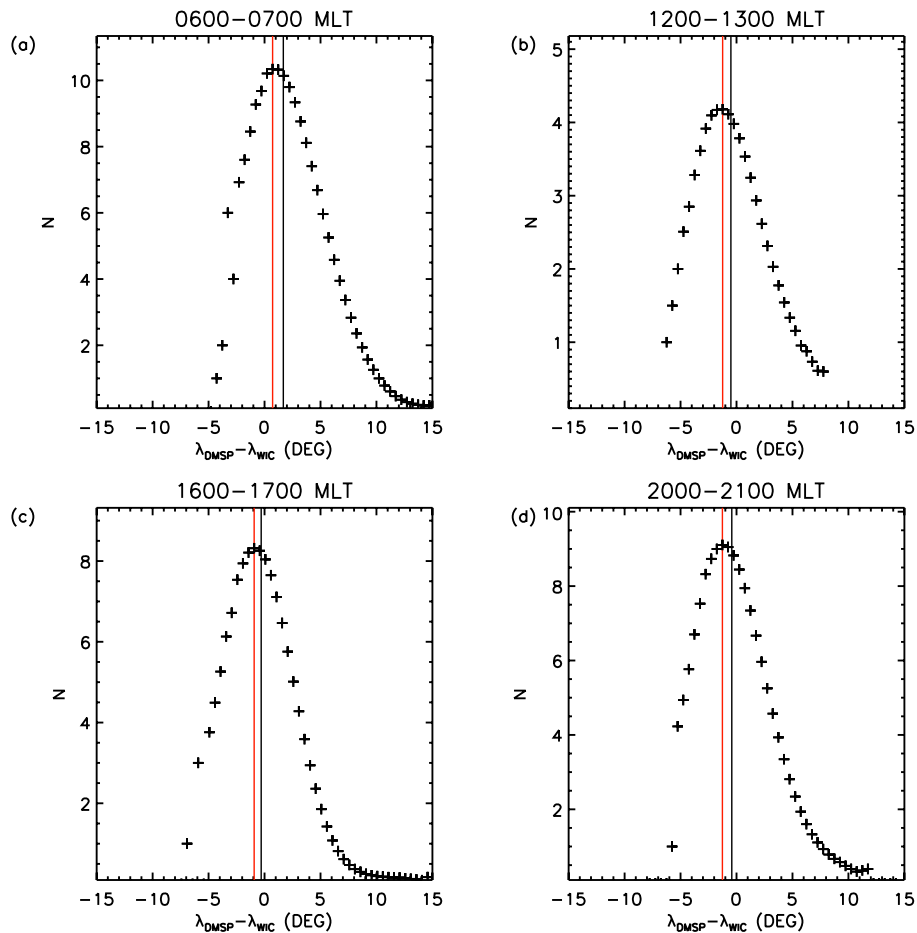 0600−0700 MLT
(a)
10
8
6
4
2
N
−15 −10 −5 0 5 10 15
λDMSP−λWIC (DEG)
1200−1300 MLT
(b)
5
4
3
2
1
N
−15 −10 −5 0 5 10 15
λDMSP−λWIC (DEG)
1600−1700 MLT
(c)
8
6
4
2
N
−15 −10 −5 0 5 10 15
λDMSP−λWIC (DEG)
2000−2100 MLT
(d)
10
8
6
4
2
N
−15 −10 −5 0 5 10 15
λDMSP−λWIC (DEG)